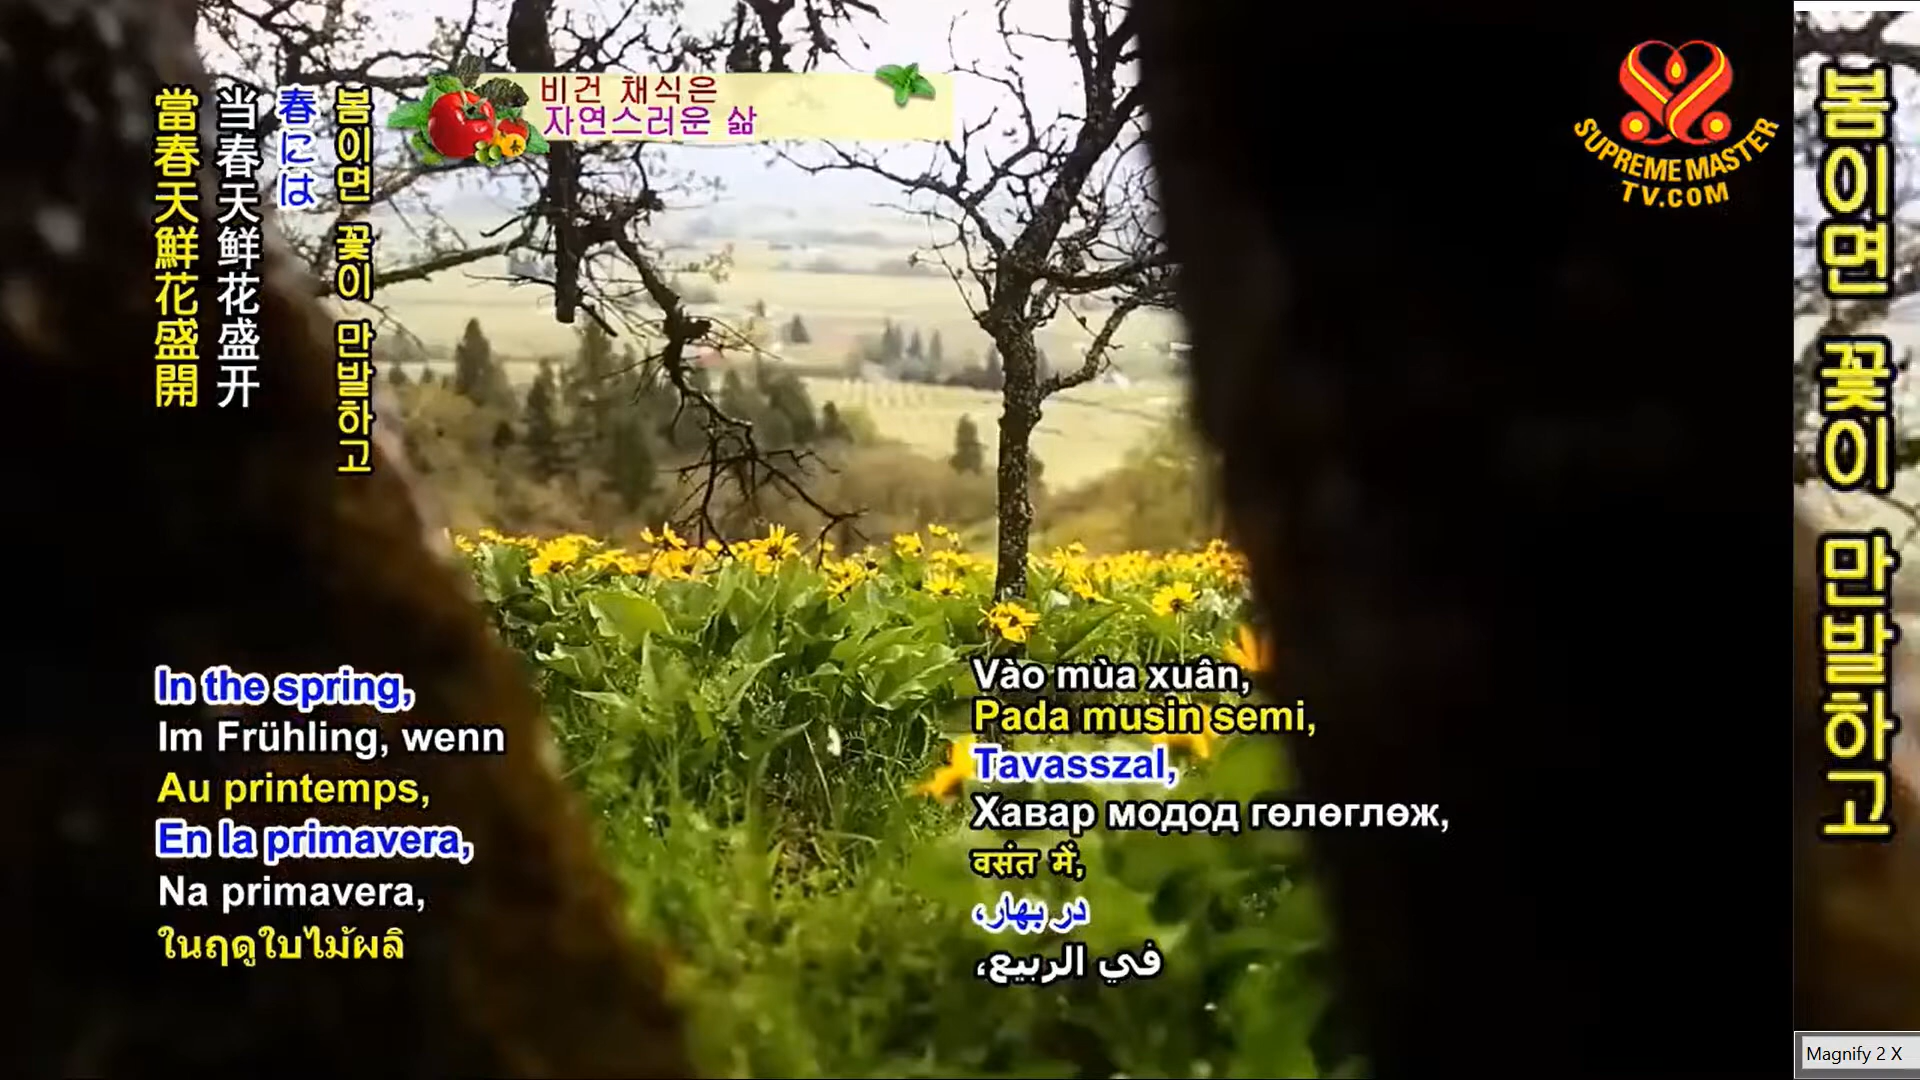 當春天鮮花盛開
当春天鲜花盛开
春には
봄이면 꽃이 만발하고
비건 채식은
자연스러운 삶
SUPREME MASTER
TV.COM
In the spring,
Im Frühling, wenn
Au printemps,
En la primavera,
Na primavera,
ในฤดูใบไม้ผลิ
Vào mùa xuân,
Pada musin semi,
Tavasszal,
Хавар модод гөлөглөж,
वसंत में,
در بهار،
في الربيع،
봄이면 꽃이 만발하고
Magnify 2 X